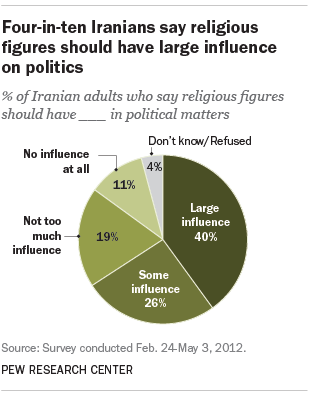 Four-in-ten Iranians say religious
figures should have large influence
on politics
% of Iranian adults who say religious figures
should have ___ in political matters
Don't know/Refused
4%
No influence
at all
11%
Large
influence
40%
Not too
much
influence
19%
Some
influence
26%
Source: Survey conducted Feb. 24-May 3, 2012.
PEW RESEARCH CENTER